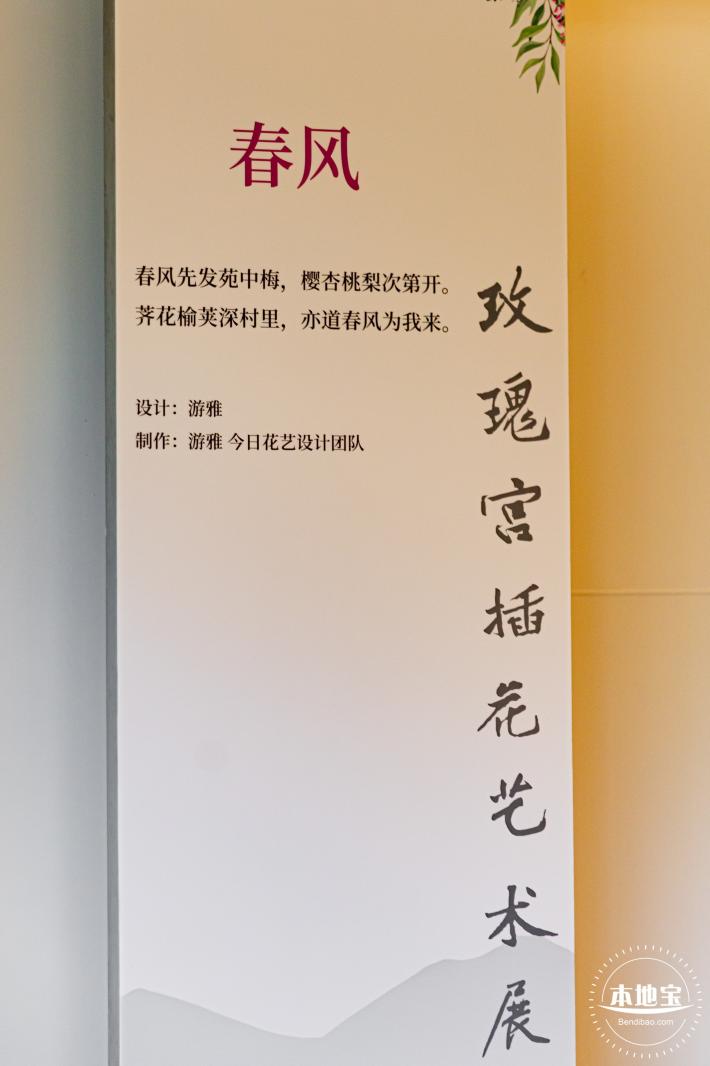 春风
春风先发苑中梅，樱杏桃梨次第开。
荠花榆荚深村里，亦道春风为我来。
设计：游雅
制作：游雅 今日花艺设计团队
玫瑰宫插花艺术展
本地宝
Bendibao.com